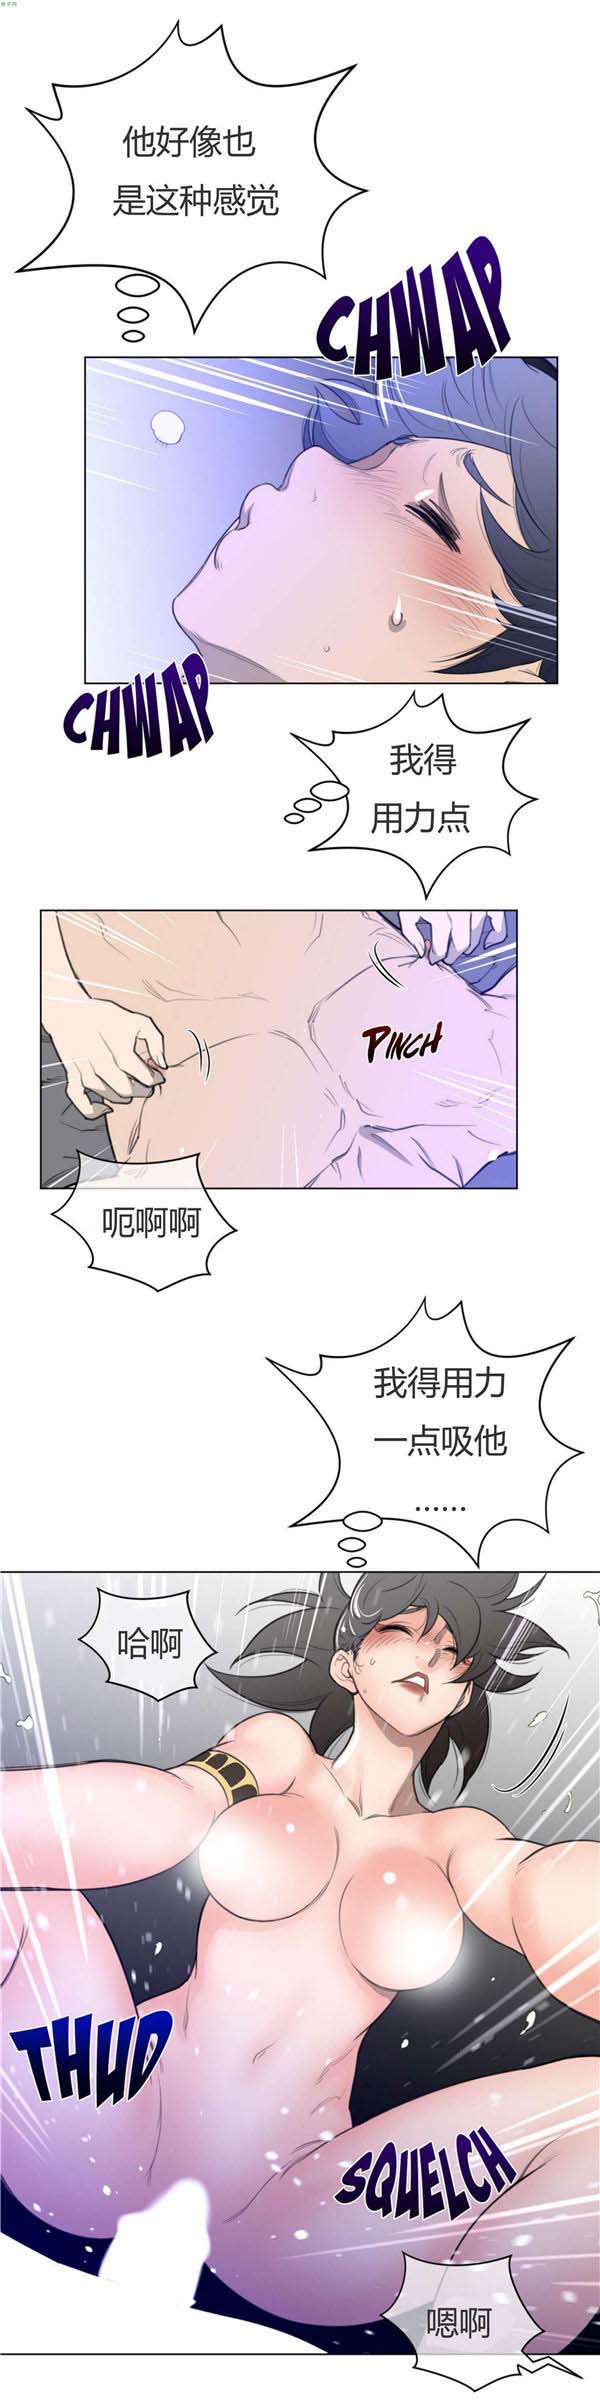 他好像也
是这种感觉
CHWAP
CHWAP
我得
用力点
PINCH
呃啊啊
我得用力
一点吸他
……
哈啊
THUD
SQUELCH
嗯啊